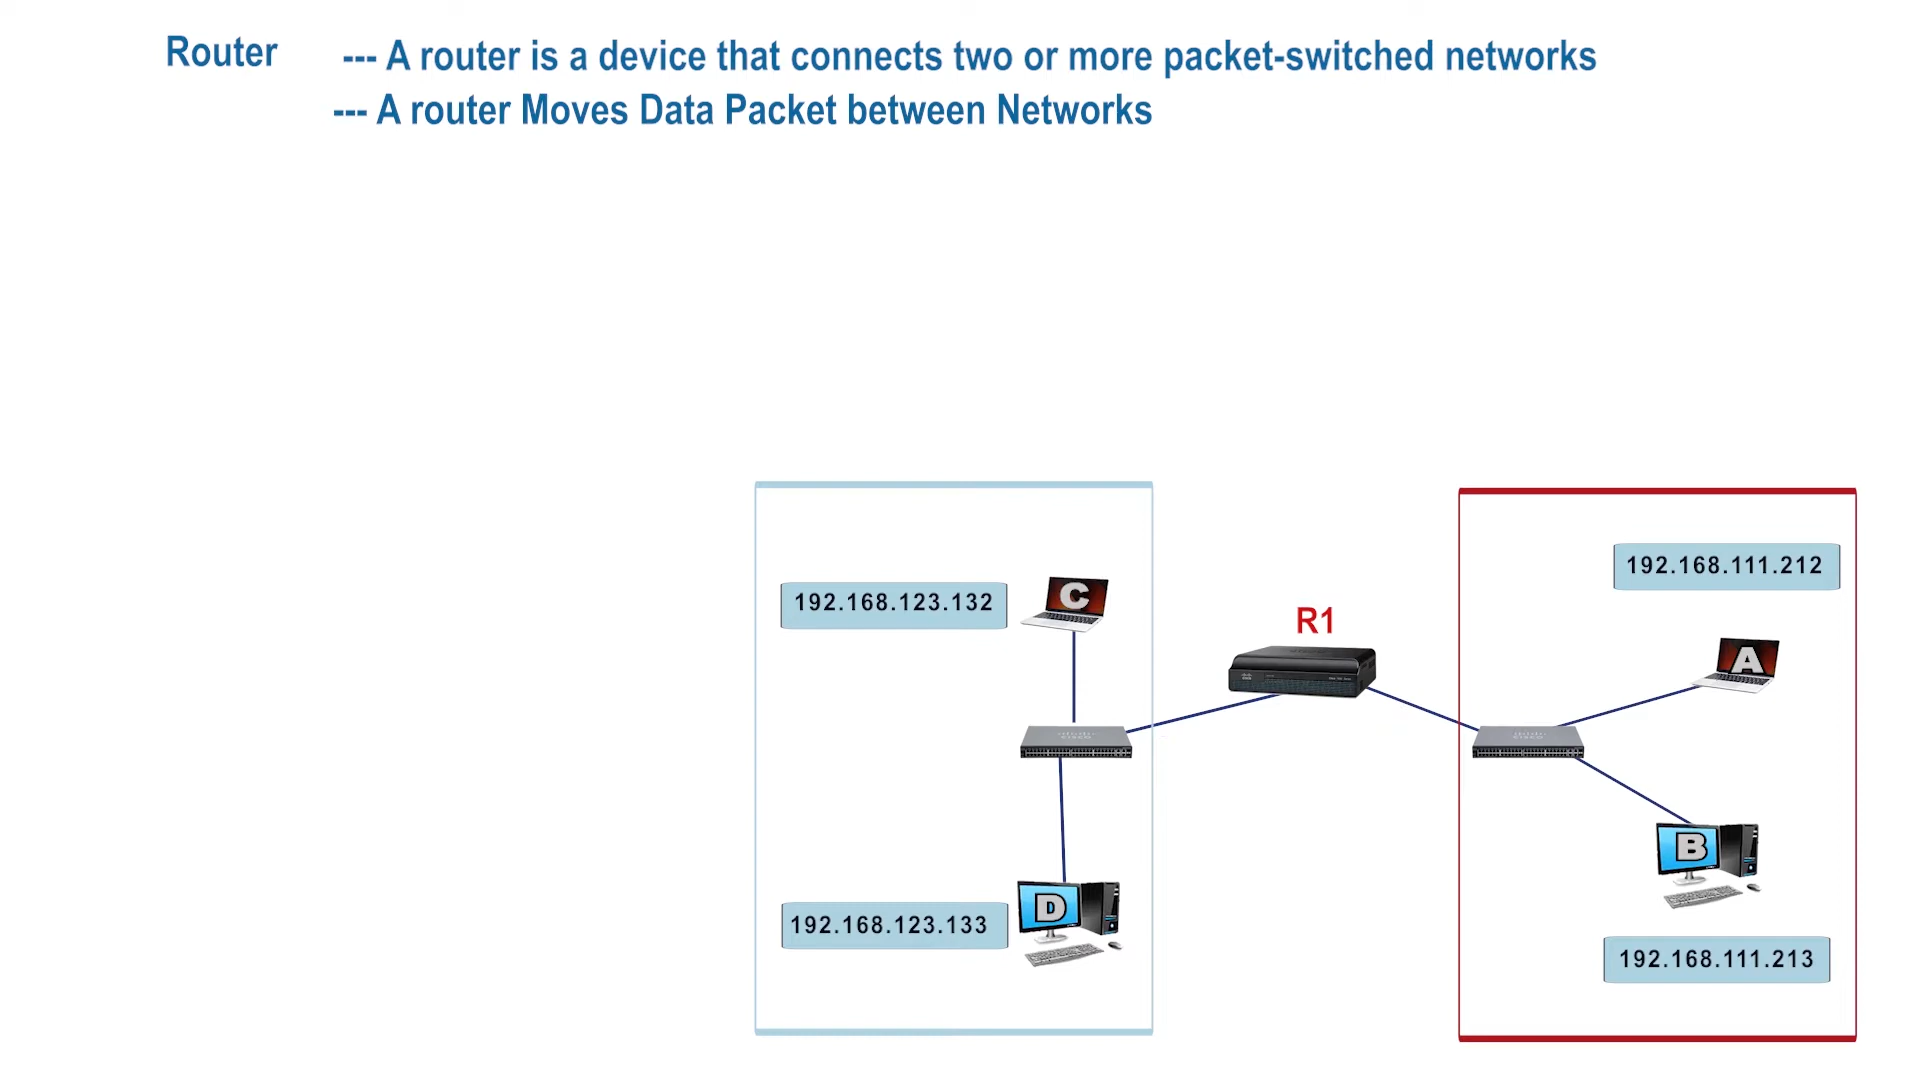 Router --- A router is a device that connects two or more packet-switched networks
--- A router Moves Data Packet between Networks
192.168.123.132
C
R1
192.168.111.212
A
B
D
192.168.123.133
192.168.111.213